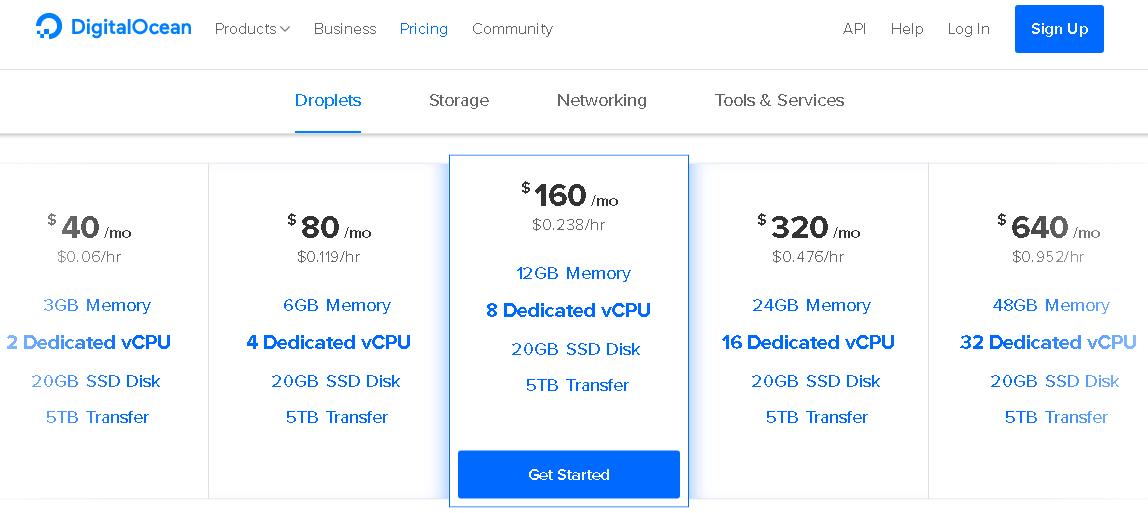 DigitalOcean Products Business Pricing Community API Help Log In Sign Up
Droplets Storage Networking Tools & Services
$40 /mo
$0.06/hr
3GB Memory
2 Dedicated vCPU
20GB SSD Disk
5TB Transfer
$80 /mo
$0.119/hr
6GB Memory
4 Dedicated vCPU
20GB SSD Disk
5TB Transfer
$160 /mo
$0.238/hr
12GB Memory
8 Dedicated vCPU
20GB SSD Disk
5TB Transfer
Get Started
$320 /mo
$0.476/hr
24GB Memory
16 Dedicated vCPU
20GB SSD Disk
5TB Transfer
$640 /mo
$0.952/hr
48GB Memory
32 Dedicated vCPU
20GB SSD Disk
5TB Transfer